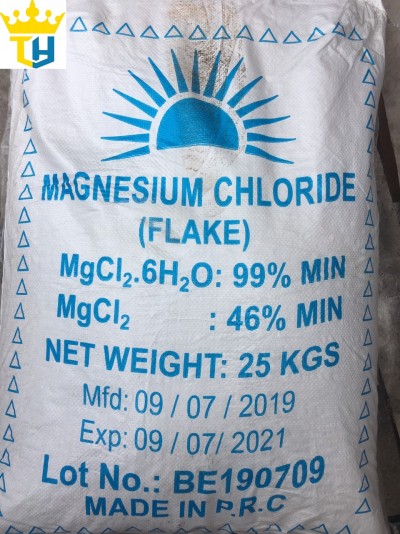 TH
MAGNESIUM CHLORIDE
(FLAKE)
MgCl₂.6H₂O: 99% MIN
MgCl₂ : 46% MIN
NET WEIGHT: 25 KGS
Mfd: 09 / 07 / 2019
Exp: 09 / 07/ 2021
Lot No.: BE190709
MADE IN P.R.C